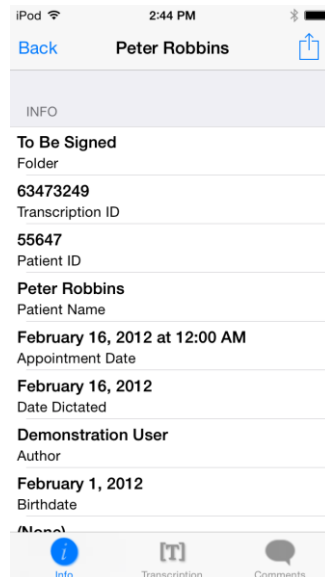 iPod 2:44 PM
Back Peter Robbins
INFO
To Be Signed
Folder
63473249
Transcription ID
55647
Patient ID
Peter Robbins
Patient Name
February 16, 2012 at 12:00 AM
Appointment Date
February 16, 2012
Date Dictated
Demonstration User
Author
February 1, 2012
Birthdate
(None)
i [T]
Info Transcription Comments